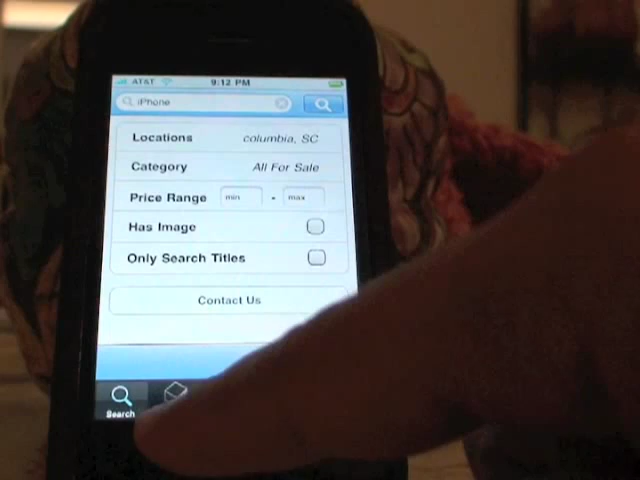 AT&T 9:12 PM
iPhone
Locations columbia, SC
Category All For Sale
Price Range min - max
Has Image
Only Search Titles
Contact Us
Search